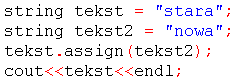 string tekst = "stara";
string tekst2 = "nowa";
tekst.assign(tekst2);
cout<<tekst<<endl;